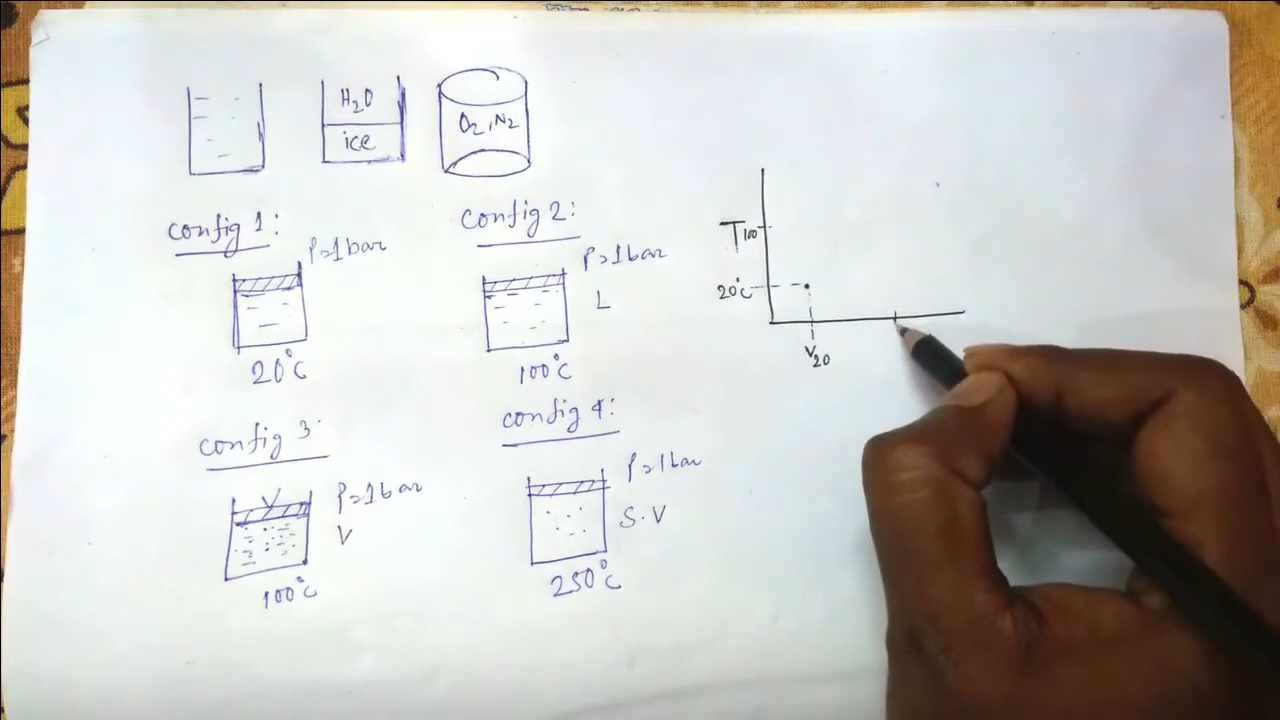 H2O
ice
O2, N2
config 1:
P=1bar
20°C
config 2:
P=1bar
L
100°C
config 3:
P=1bar
V
100°C
config 4:
P=1bar
S.V
250°C
T
100
20°C
V20